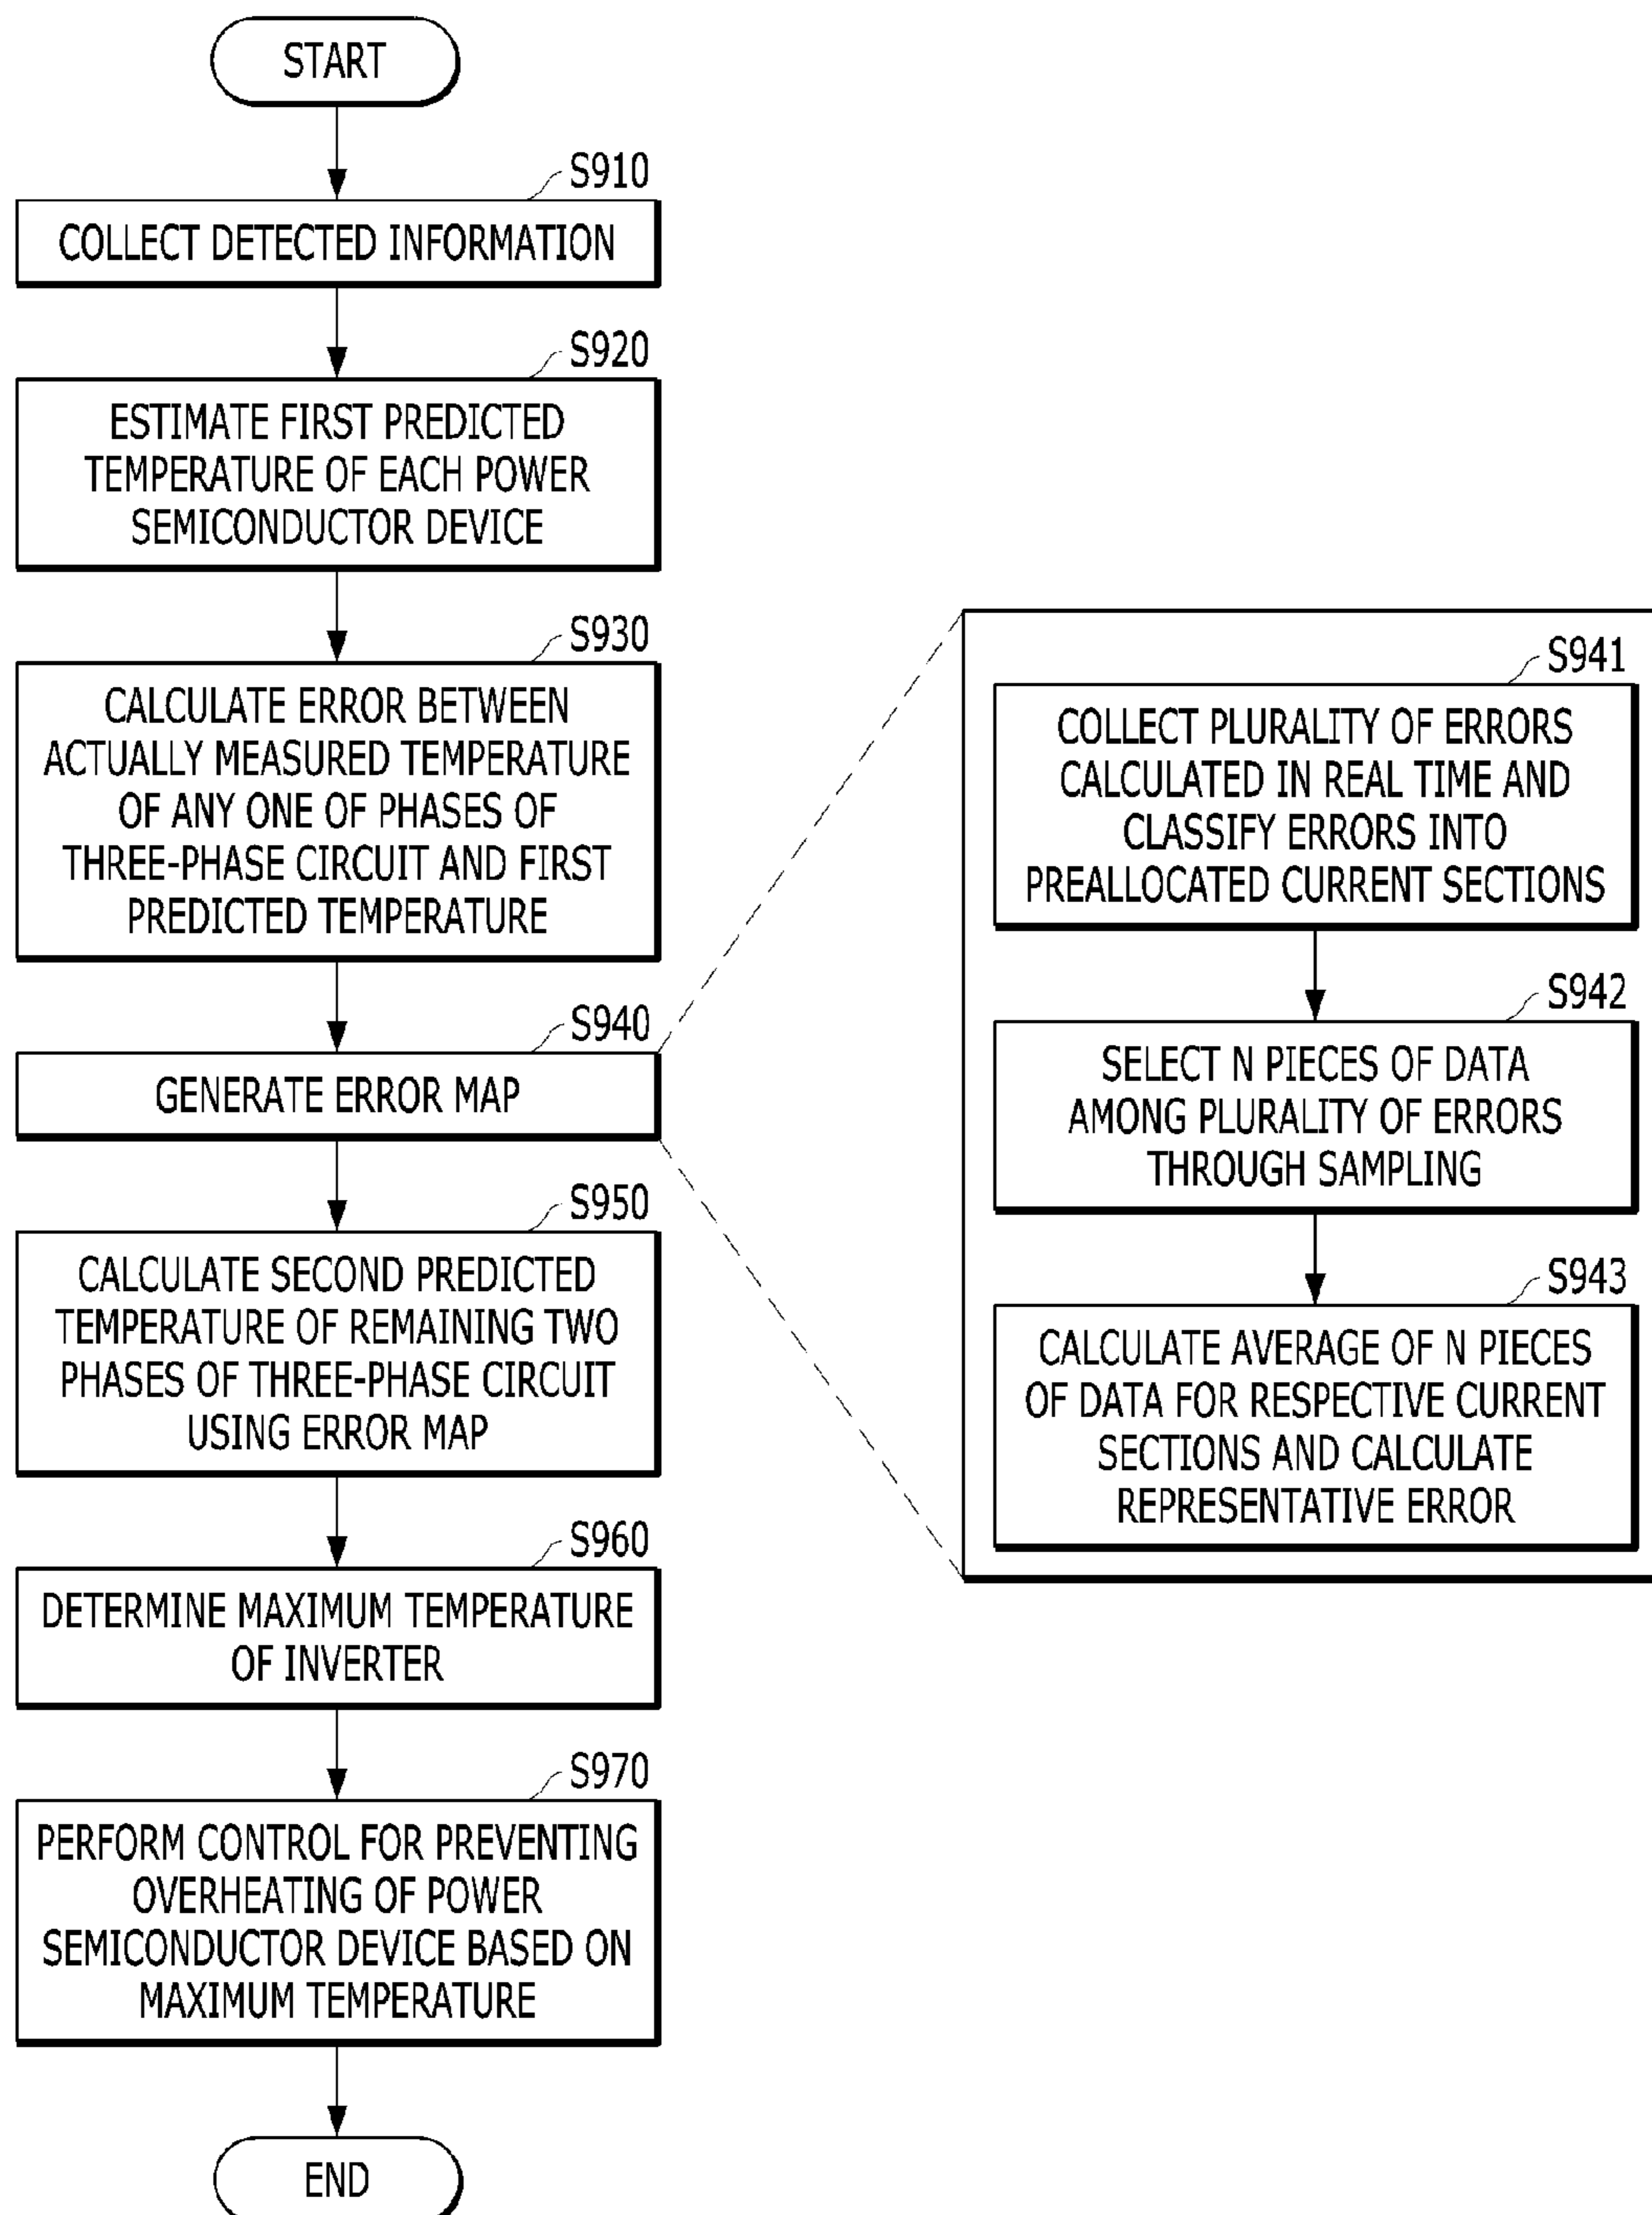 START
S910
COLLECT DETECTED INFORMATION
S920
ESTIMATE FIRST PREDICTED
TEMPERATURE OF EACH POWER
SEMICONDUCTOR DEVICE
S930
CALCULATE ERROR BETWEEN
ACTUALLY MEASURED TEMPERATURE
OF ANY ONE OF PHASES OF
THREE-PHASE CIRCUIT AND FIRST
PREDICTED TEMPERATURE
S940
GENERATE ERROR MAP
S950
CALCULATE SECOND PREDICTED
TEMPERATURE OF REMAINING TWO
PHASES OF THREE-PHASE CIRCUIT
USING ERROR MAP
S960
DETERMINE MAXIMUM TEMPERATURE
OF INVERTER
S970
PERFORM CONTROL FOR PREVENTING
OVERHEATING OF POWER
SEMICONDUCTOR DEVICE BASED ON
MAXIMUM TEMPERATURE
END
S941
COLLECT PLURALITY OF ERRORS
CALCULATED IN REAL TIME AND
CLASSIFY ERRORS INTO
PREALLOCATED CURRENT SECTIONS
S942
SELECT N PIECES OF DATA
AMONG PLURALITY OF ERRORS
THROUGH SAMPLING
S943
CALCULATE AVERAGE OF N PIECES
OF DATA FOR RESPECTIVE CURRENT
SECTIONS AND CALCULATE
REPRESENTATIVE ERROR